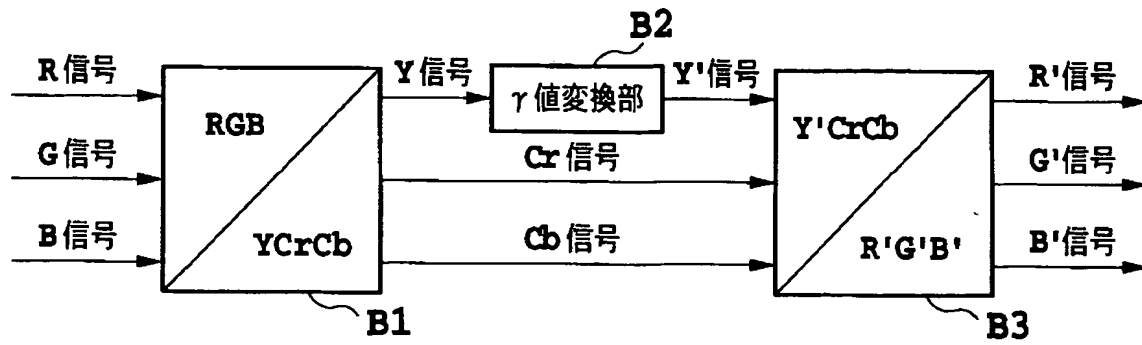 B2
R信号
Y信号
γ値変換部
Y'信号
R'信号
RGB
Y'CrCb
G信号
Cr信号
G'信号
B信号
YCrCb
Cb信号
R'G'B'
B'信号
B1
B3